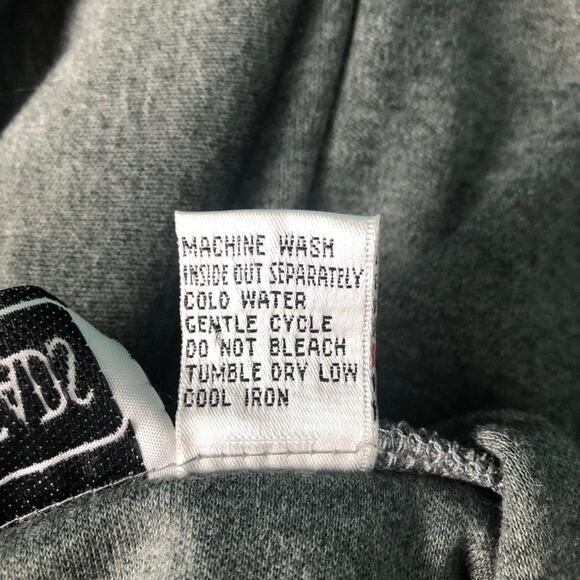 MACHINE WASH
INSIDE OUT SEPARATELY
COLD WATER
GENTLE CYCLE
DO NOT BLEACH
TUMBLE DRY LOW
COOL IRON